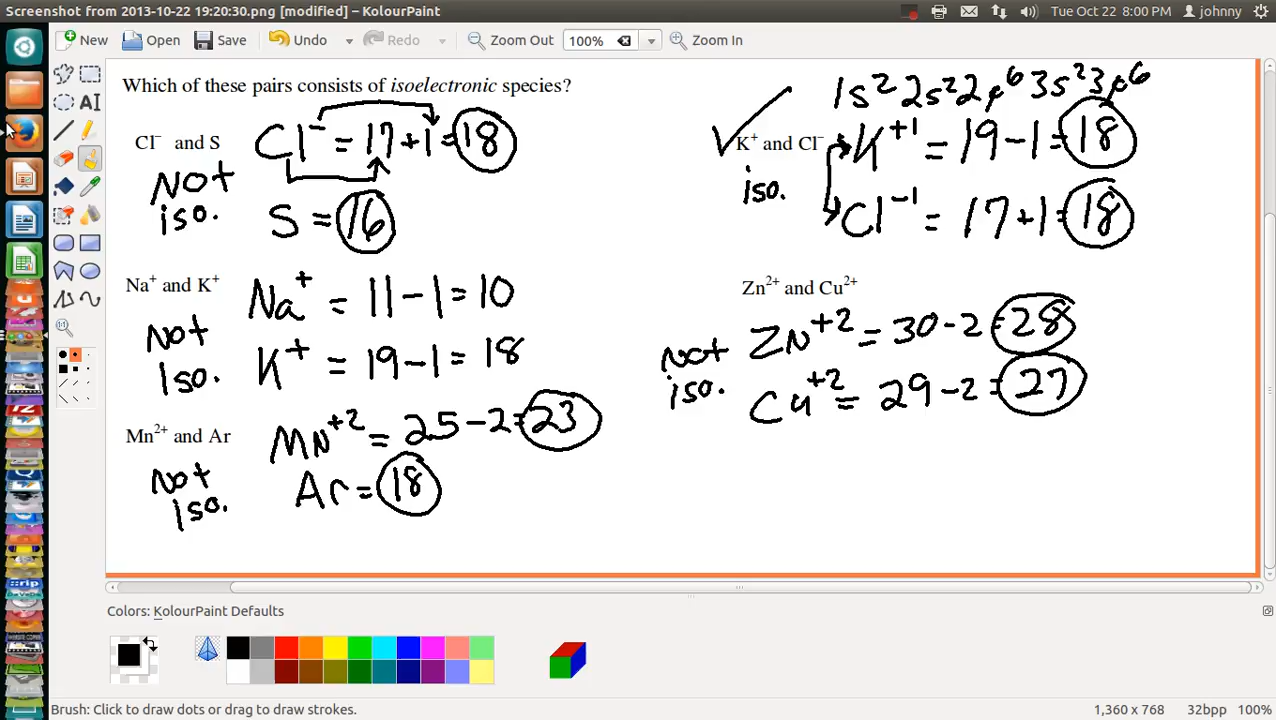 Screenshot from 2013-10-22 19:20:30.png [modified] – KolourPaint
Tue Oct 22 8:00 PM johnny
New Open Save Undo Redo Zoom Out 100% Zoom In
Which of these pairs consists of isoelectronic species?
1s² 2s² 2p⁶ 3s² 3p⁶
Cl⁻ and S
Cl⁻ = 17 + 1 = 18
NOT
iso.
S = 16
K⁺ and Cl⁻
K⁺¹ = 19 - 1 = 18
iso.
Cl⁻¹ = 17 + 1 = 18
Na⁺ and K⁺
Na⁺ = 11 - 1 = 10
Not
iso.
K⁺ = 19 - 1 = 18
Zn²⁺ and Cu²⁺
ZN⁺² = 30 - 2 = 28
Not
iso.
Cu⁺² = 29 - 2 = 27
Mn²⁺ and Ar
MN⁺² = 25 - 2 = 23
Not
iso.
Ar = 18
Colors: KolourPaint Defaults
Brush: Click to draw dots or drag to draw strokes.
1,360 x 768 32bpp 100%